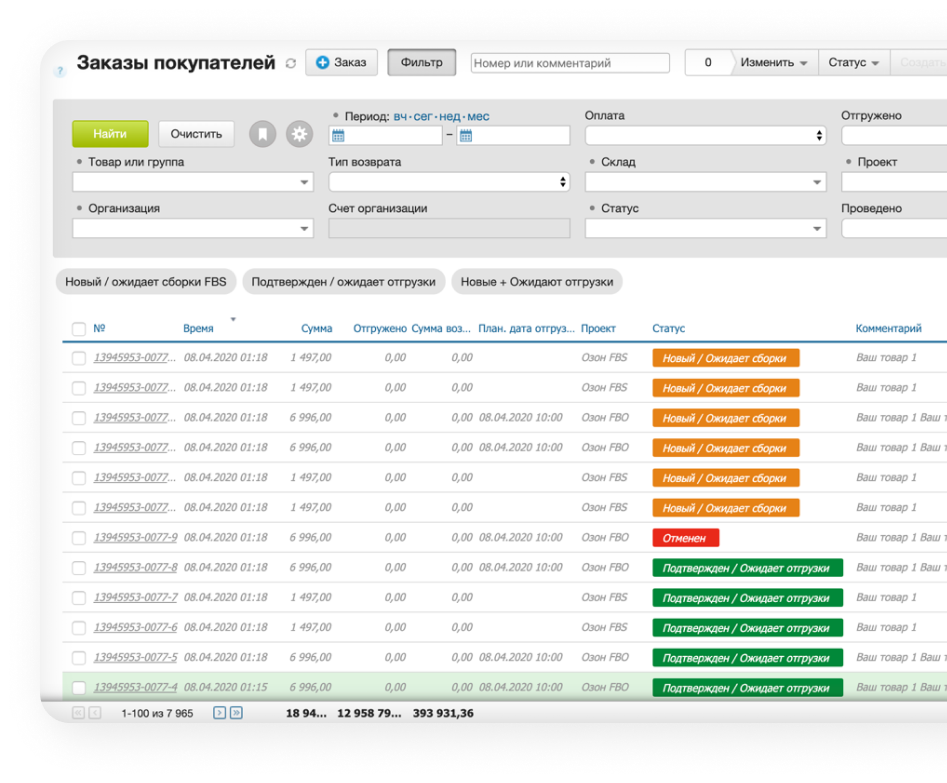 ? Заказы покупателей Заказ Фильтр Номер или комментарий 0 Изменить Статус Создать
Найти Очистить Период: вч·сег·нед·мес Оплата Отгружено
–
Товар или группа Тип возврата Склад Проект
Организация Счет организации Статус Проведено
Новый / ожидает сборки FBS Подтвержден / ожидает отгрузки Новые + Ожидают отгрузки
№ Время Сумма Отгружено Сумма воз... План. дата отгруз... Проект Статус Комментарий
13945953-0077... 08.04.2020 01:18 1 497,00 0,00 0,00 Озон FBS Новый / Ожидает сборки Ваш товар 1
13945953-0077... 08.04.2020 01:18 1 497,00 0,00 0,00 Озон FBS Новый / Ожидает сборки Ваш товар 1
13945953-0077... 08.04.2020 01:18 6 996,00 0,00 0,00 08.04.2020 10:00 Озон FBO Новый / Ожидает сборки Ваш товар 1 Ваш т
13945953-0077... 08.04.2020 01:18 6 996,00 0,00 0,00 08.04.2020 10:00 Озон FBO Новый / Ожидает сборки Ваш товар 1 Ваш т
13945953-0077... 08.04.2020 01:18 1 497,00 0,00 0,00 Озон FBS Новый / Ожидает сборки Ваш товар 1
13945953-0077... 08.04.2020 01:18 1 497,00 0,00 0,00 Озон FBS Новый / Ожидает сборки Ваш товар 1
13945953-0077-9 08.04.2020 01:18 6 996,00 0,00 0,00 08.04.2020 10:00 Озон FBO Отменен Ваш товар 1 Ваш т
13945953-0077-8 08.04.2020 01:18 6 996,00 0,00 0,00 08.04.2020 10:00 Озон FBO Подтвержден / Ожидает отгрузки Ваш товар 1 Ваш т
13945953-0077-7 08.04.2020 01:18 1 497,00 0,00 0,00 Озон FBS Подтвержден / Ожидает отгрузки Ваш товар 1
13945953-0077-6 08.04.2020 01:18 1 497,00 0,00 0,00 Озон FBS Подтвержден / Ожидает отгрузки Ваш товар 1
13945953-0077-5 08.04.2020 01:18 6 996,00 0,00 0,00 08.04.2020 10:00 Озон FBO Подтвержден / Ожидает отгрузки Ваш товар 1 Ваш т
13945953-0077-4 08.04.2020 01:15 6 996,00 0,00 0,00 08.04.2020 10:00 Озон FBO Подтвержден / Ожидает отгрузки Ваш товар 1 Ваш т
1-100 из 7 965 18 94... 12 958 79... 393 931,36